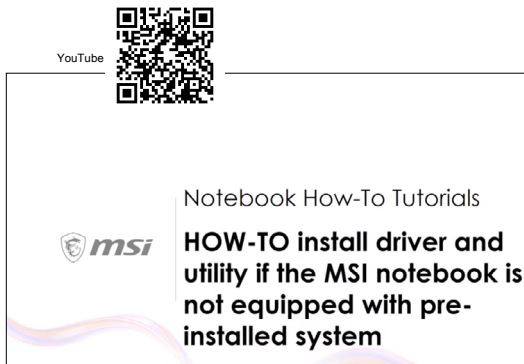 YouTube
Notebook How-To Tutorials
msi
HOW-TO install driver and
utility if the MSI notebook is
not equipped with pre-
installed system